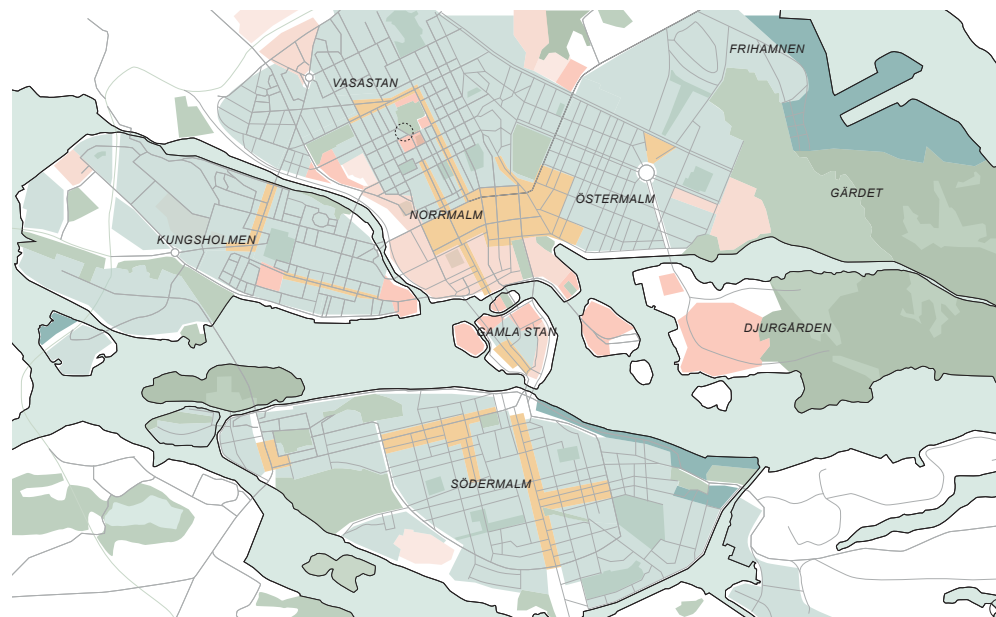 FRIHAMNEN
VASASTAN
GÄRDET
ÖSTERMALM
NORRMALM
KUNGSHOLMEN
DJURGÅRDEN
GAMLA STAN
SÖDERMALM